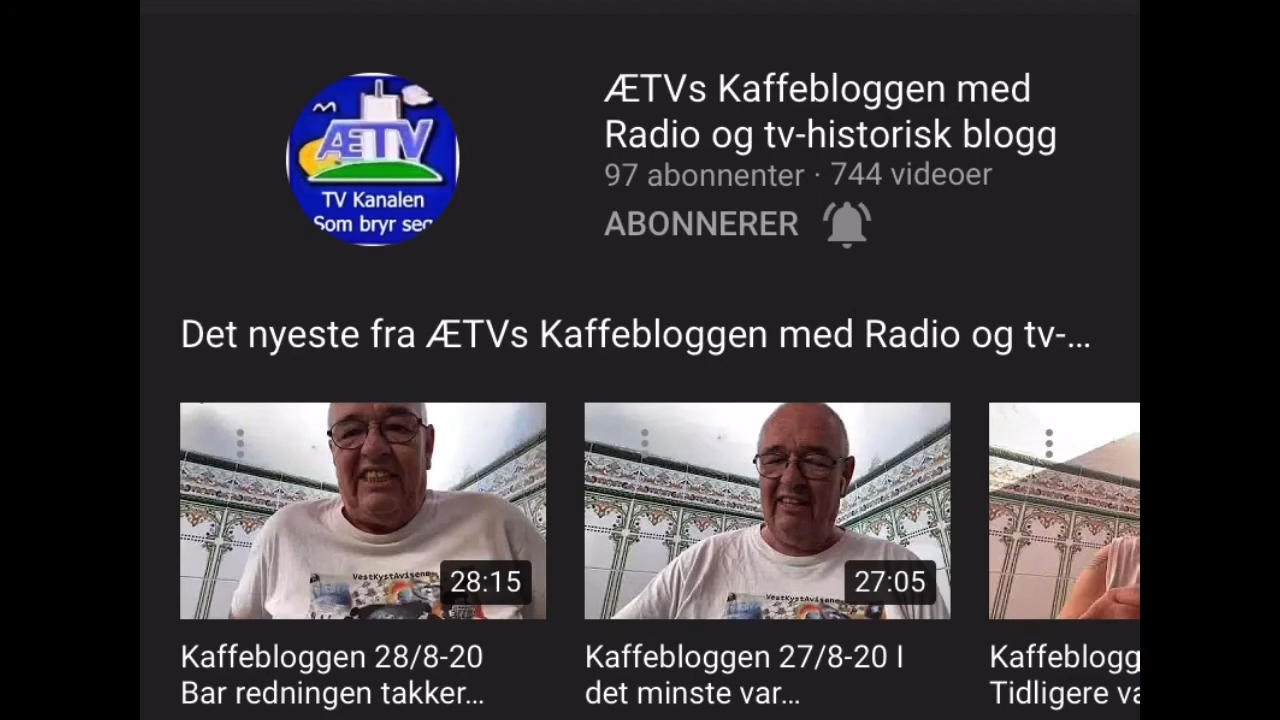 ÆTV
TV Kanalen
Som bryr seg
ÆTVs Kaffebloggen med
Radio og tv-historisk blogg
97 abonnenter · 744 videoer
ABONNERER
Det nyeste fra ÆTVs Kaffebloggen med Radio og tv-...
VestKystAvisene
28:15
VestKystAvisene
27:05
Kaffebloggen 28/8-20
Bar redningen takker...
Kaffebloggen 27/8-20 I
det minste var...
Kaffeblogg
Tidligere va